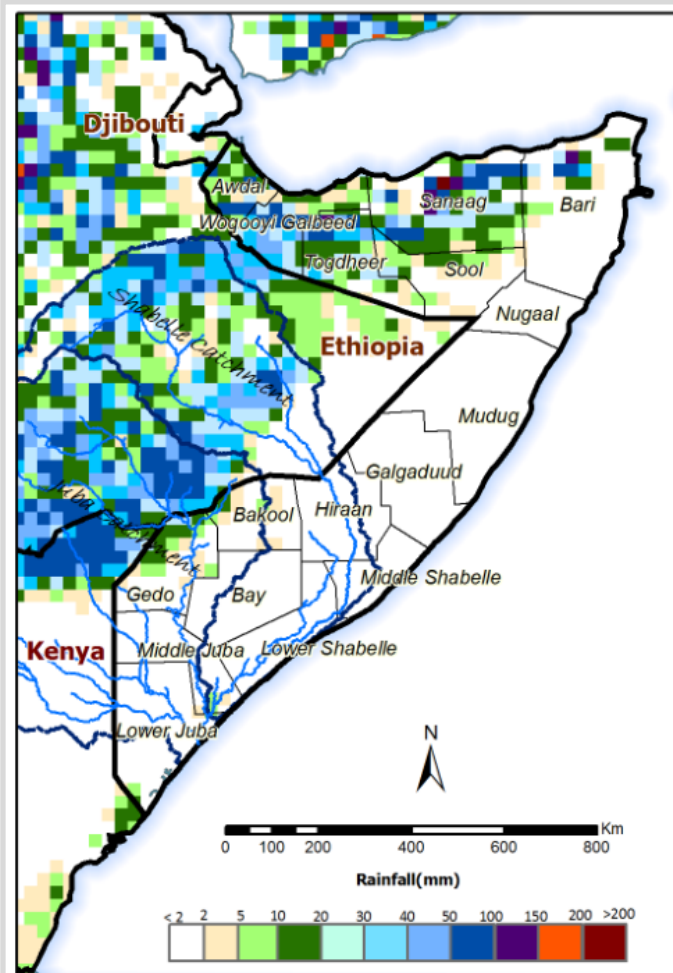 Djibouti
Awdal
Sanaag
Bari
Wogooyi Galbeed
Togdheer
Sool
Shabelle Catchment
Nugaal
Ethiopia
Mudug
Galgaduud
Juba Catchment
Bakool
Hiraan
Middle Shabelle
Gedo
Bay
Kenya
Middle Juba
Lower Shabelle
Lower Juba
N
Km
0 100 200 400 600 800
Rainfall(mm)
< 2 2 5 10 20 30 40 50 100 150 200 >200